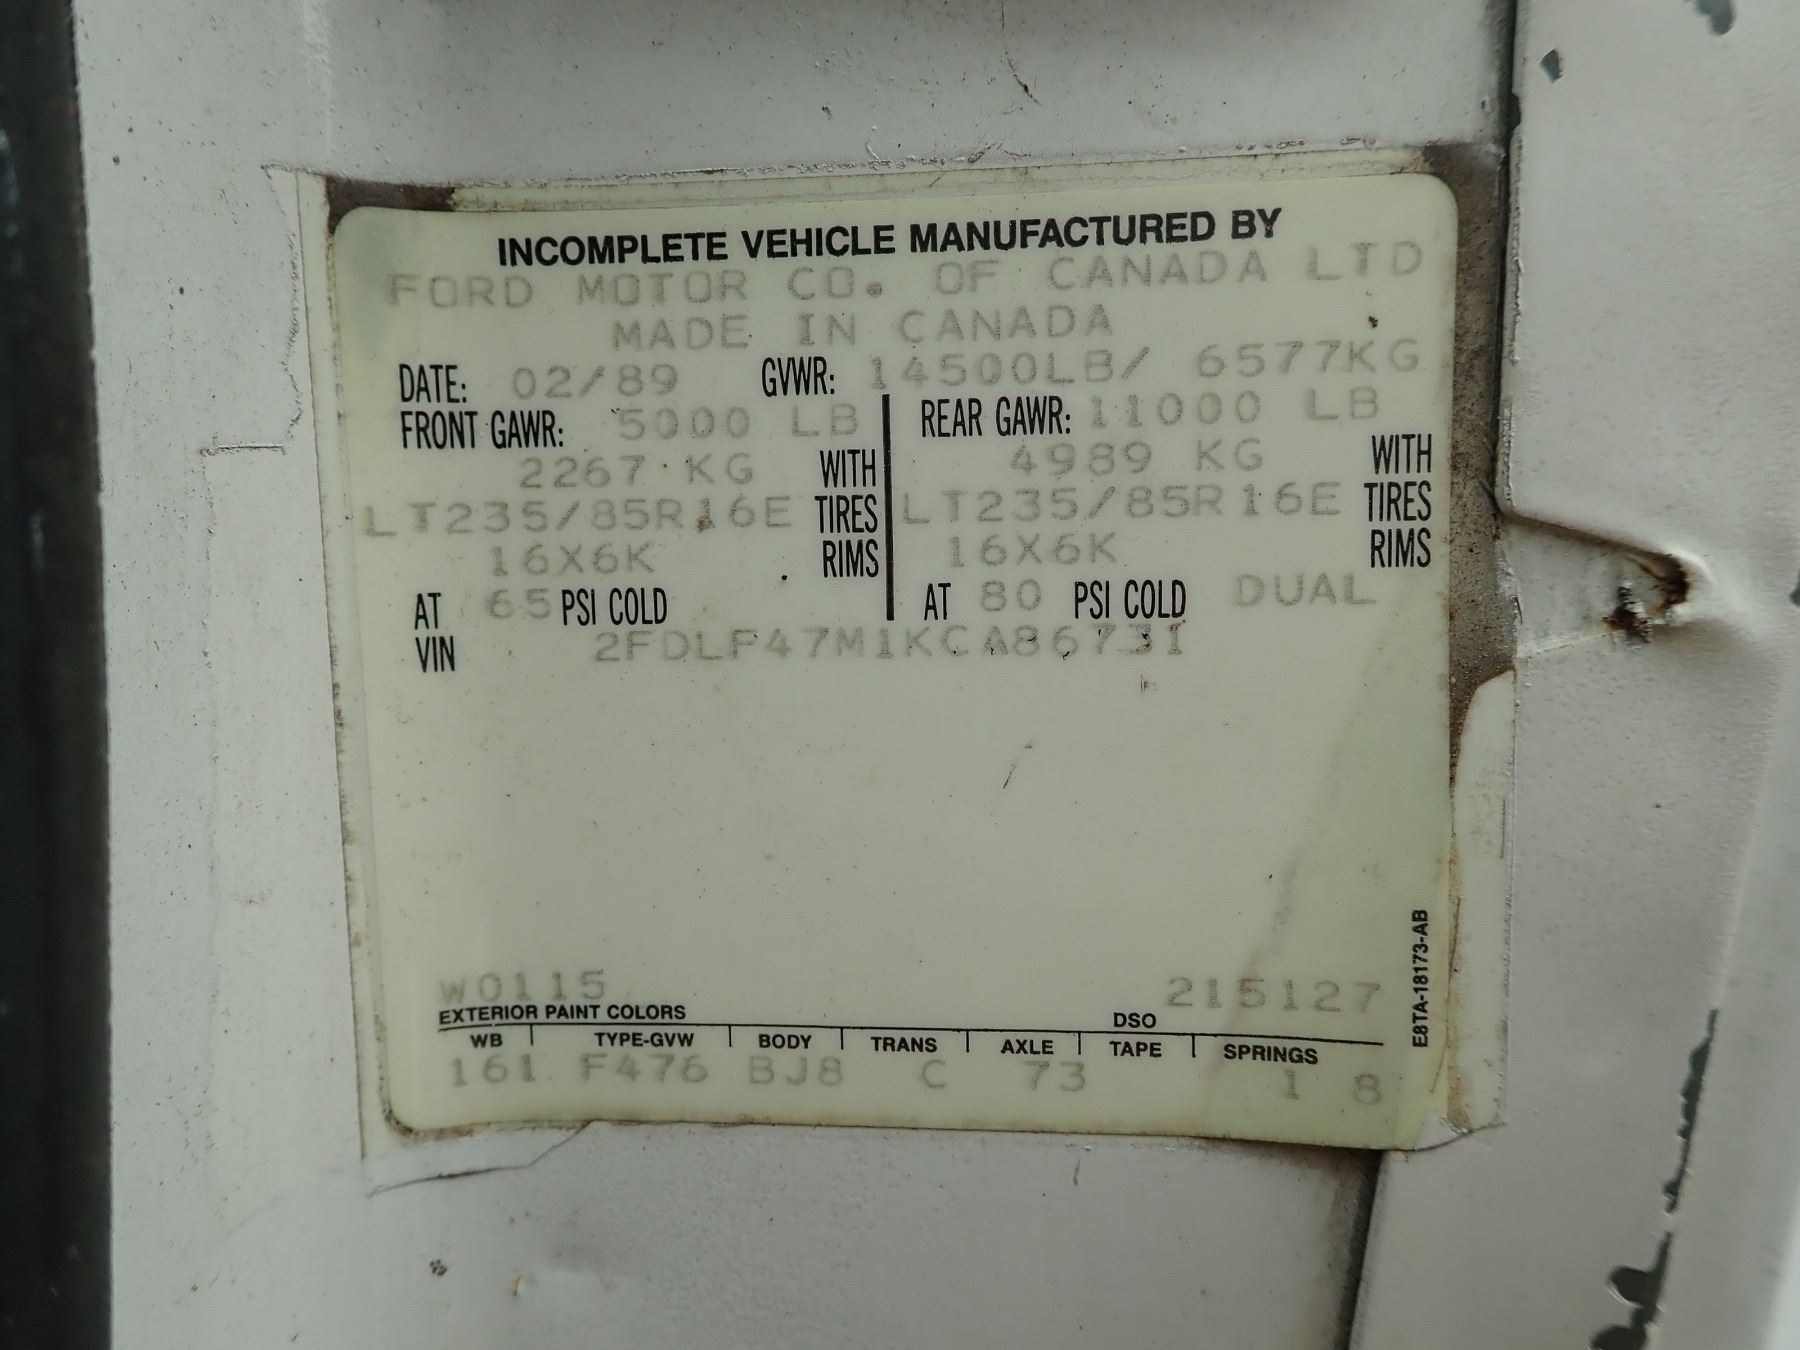 INCOMPLETE VEHICLE MANUFACTURED BY
FORD MOTOR CO. OF CANADA LTD
MADE IN CANADA
DATE: 02/89 GVWR: 14500LB/ 6577KG
FRONT GAWR: 5000 LB REAR GAWR: 11000 LB
2267 KG WITH 4989 KG WITH
LT235/85R16E TIRES LT235/85R16E TIRES
16X6K RIMS 16X6K RIMS
AT 65 PSI COLD AT 80 PSI COLD DUAL
VIN 2FDLF47M1KCA86731
W0115 215127
EXTERIOR PAINT COLORS DSO
WB TYPE-GVW BODY TRANS AXLE TAPE SPRINGS
161 F476 BJ8 C 73 1 8
E8TA-18173-AB